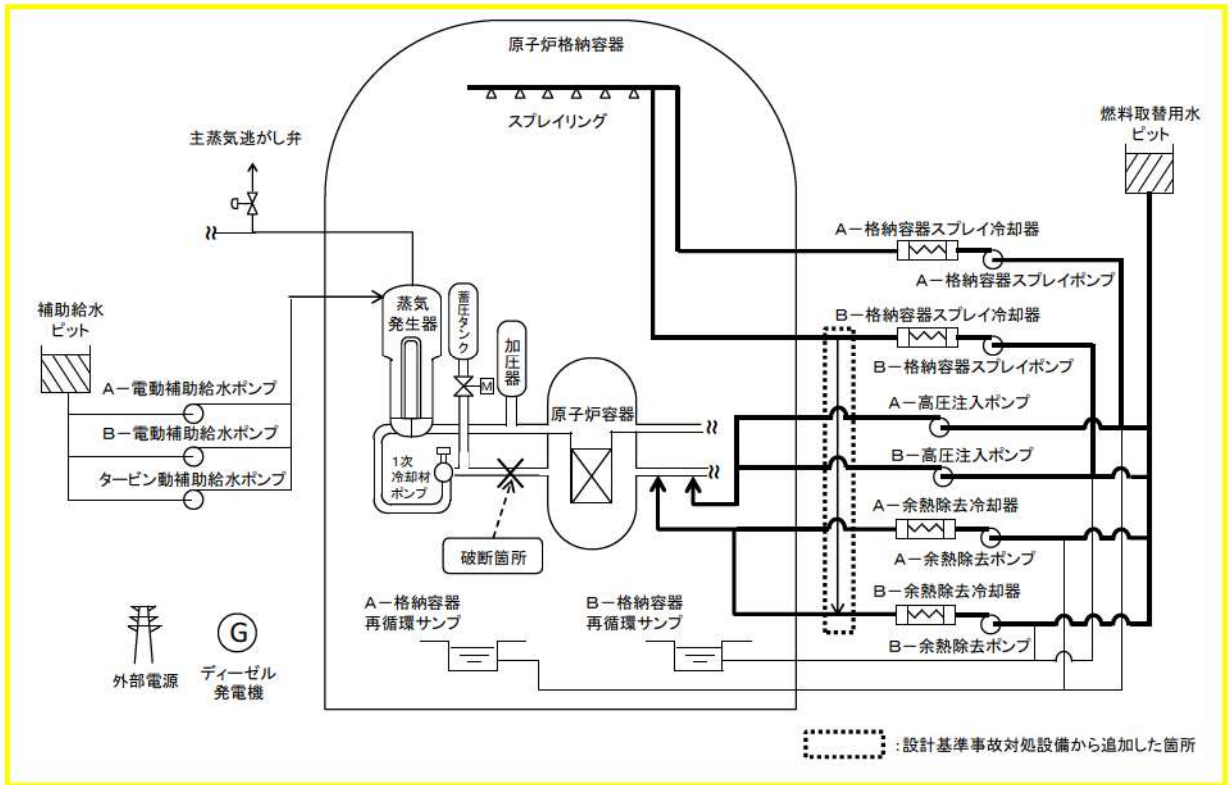 原子炉格納容器
スプレイリング
主蒸気逃がし弁
燃料取替用水
ピット
A－格納容器スプレイ冷却器
A－格納容器スプレイポンプ
B－格納容器スプレイ冷却器
B－格納容器スプレイポンプ
A－高圧注入ポンプ
B－高圧注入ポンプ
A－余熱除去冷却器
A－余熱除去ポンプ
B－余熱除去冷却器
B－余熱除去ポンプ
補助給水
ピット
A－電動補助給水ポンプ
B－電動補助給水ポンプ
タービン動補助給水ポンプ
蒸気
発生器
蓄圧タンク
M
加圧器
原子炉容器
1次
冷却材
ポンプ
破断箇所
A－格納容器
再循環サンプ
B－格納容器
再循環サンプ
外部電源
G
ディーゼル
発電機
：設計基準事故対処設備から追加した箇所